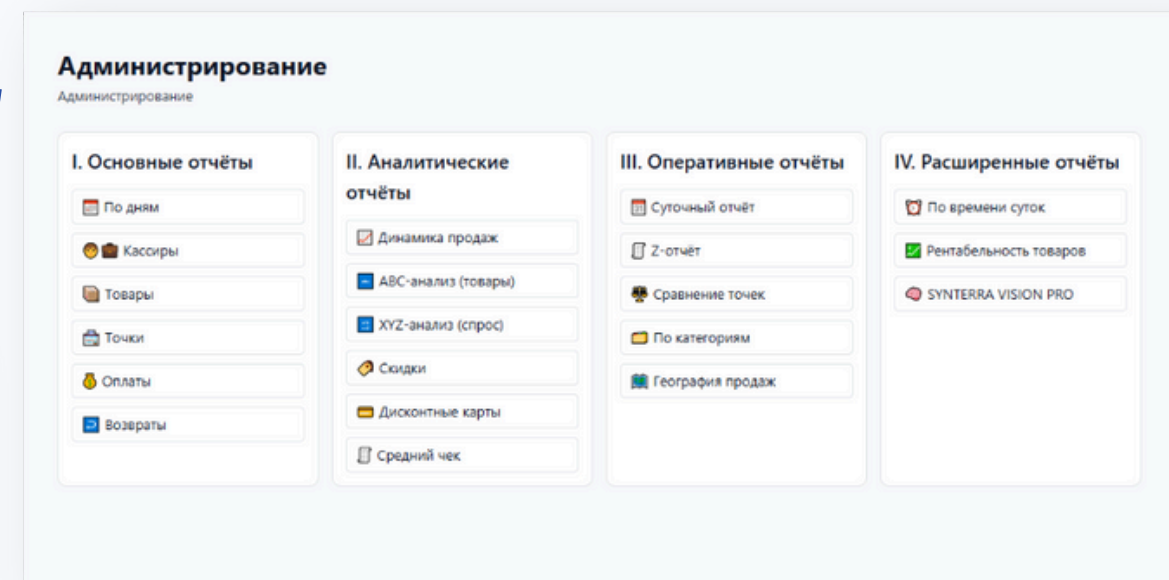 Администрирование
Администрирование
I. Основные отчёты
По дням
Кассиры
Товары
Точки
Оплаты
Возвраты
II. Аналитические
отчёты
Динамика продаж
ABC-анализ (товары)
XYZ-анализ (спрос)
Скидки
Дисконтные карты
Средний чек
III. Оперативные отчёты
Суточный отчёт
Z-отчёт
Сравнение точек
По категориям
География продаж
IV. Расширенные отчёты
По времени суток
Рентабельность товаров
SYNTERRA VISION PRO